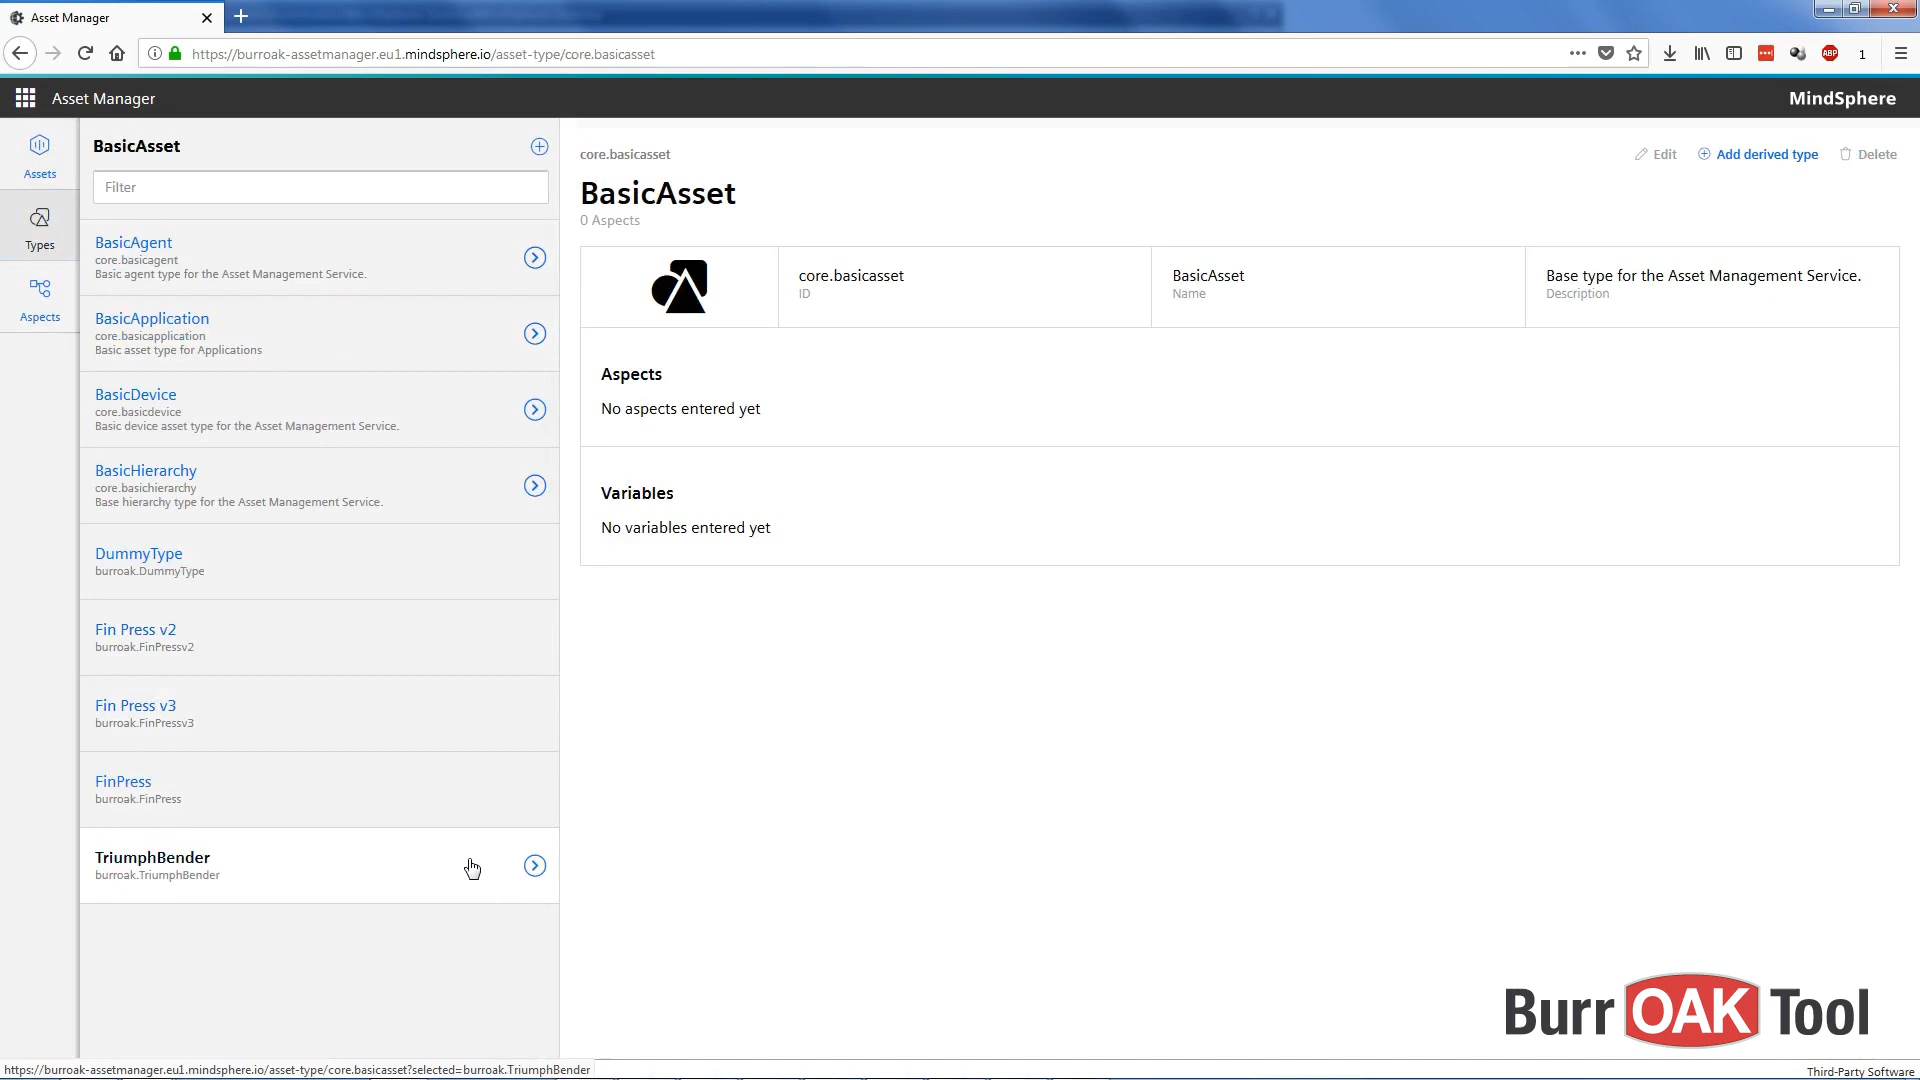 Asset Manager
https://burroak-assetmanager.eu1.mindsphere.io/asset-type/core.basicasset
ABP
1
Asset Manager
MindSphere
Assets
Types
Aspects
BasicAsset
Filter
BasicAgent
core.basicagent
Basic agent type for the Asset Management Service.
BasicApplication
core.basicapplication
Basic asset type for Applications
BasicDevice
core.basicdevice
Basic device asset type for the Asset Management Service.
BasicHierarchy
core.basichierarchy
Base hierarchy type for the Asset Management Service.
DummyType
burroak.DummyType
Fin Press v2
burroak.FinPressv2
Fin Press v3
burroak.FinPressv3
FinPress
burroak.FinPress
TriumphBender
burroak.TriumphBender
core.basicasset
Edit
Add derived type
Delete
BasicAsset
0 Aspects
core.basicasset
ID
BasicAsset
Name
Base type for the Asset Management Service.
Description
Aspects
No aspects entered yet
Variables
No variables entered yet
Burr OAK Tool
https://burroak-assetmanager.eu1.mindsphere.io/asset-type/core.basicasset?selected=burroak.TriumphBender
Third-Party Software